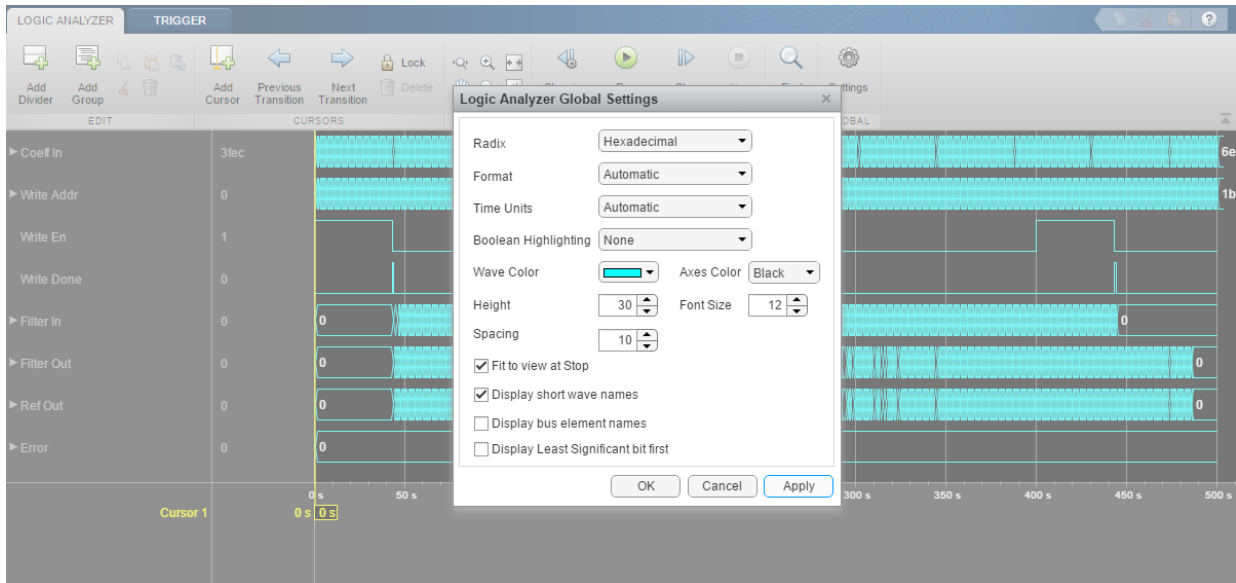 LOGIC ANALYZER TRIGGER
Add Divider
Add Group
Add Cursor
Previous Transition
Next Transition
Lock
Delete
EDIT
CURSORS
Logic Analyzer Global Settings
Radix Hexadecimal
Format Automatic
Time Units Automatic
Boolean Highlighting None
Wave Color Axes Color Black
Height 30 Font Size 12
Spacing 10
Fit to view at Stop
Display short wave names
Display bus element names
Display Least Significant bit first
OK Cancel Apply
Coeff In 3fec 6e
Write Addr 0 1b
Write En 1
Write Done 0
Filter In 0 0 0
Filter Out 0 0 0
Ref Out 0 0 0
Error 0 0
0 s 50 s 300 s 350 s 400 s 450 s 500 s
Cursor 1 0 s 0 s